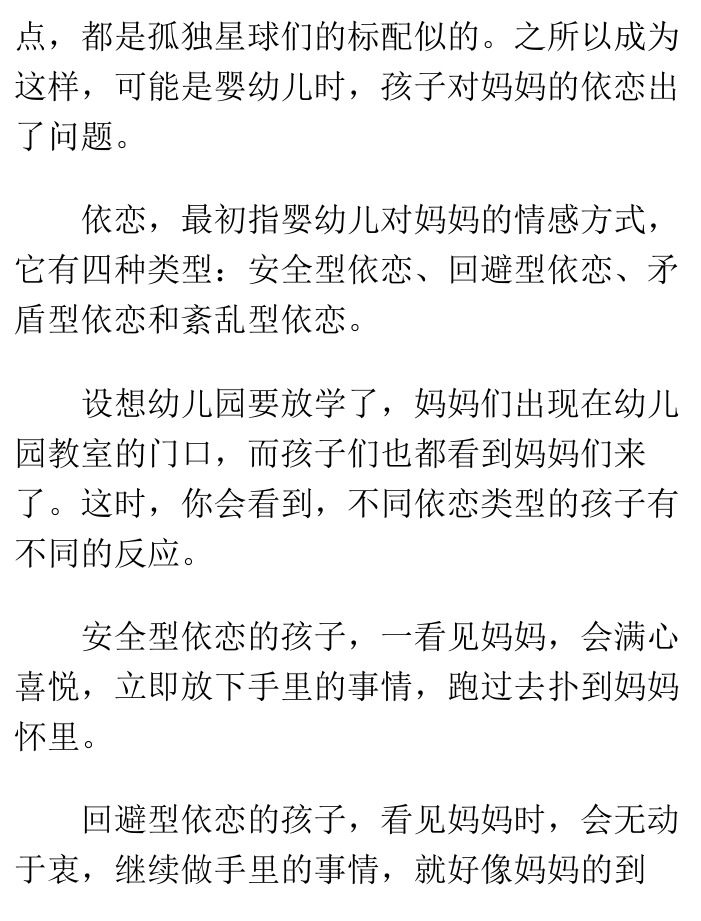 点，都是孤独星球们的标配似的。之所以成为
这样，可能是婴幼儿时，孩子对妈妈的依恋出
了问题。
依恋，最初指婴幼儿对妈妈的情感方式，
它有四种类型：安全型依恋、回避型依恋、矛
盾型依恋和紊乱型依恋。
设想幼儿园要放学了，妈妈们出现在幼儿
园教室的门口，而孩子们也都看到妈妈们来
了。这时，你会看到，不同依恋类型的孩子有
不同的反应。
安全型依恋的孩子，一看见妈妈，会满心
喜悦，立即放下手里的事情，跑过去扑到妈妈
怀里。
回避型依恋的孩子，看见妈妈时，会无动
于衷，继续做手里的事情，就好像妈妈的到